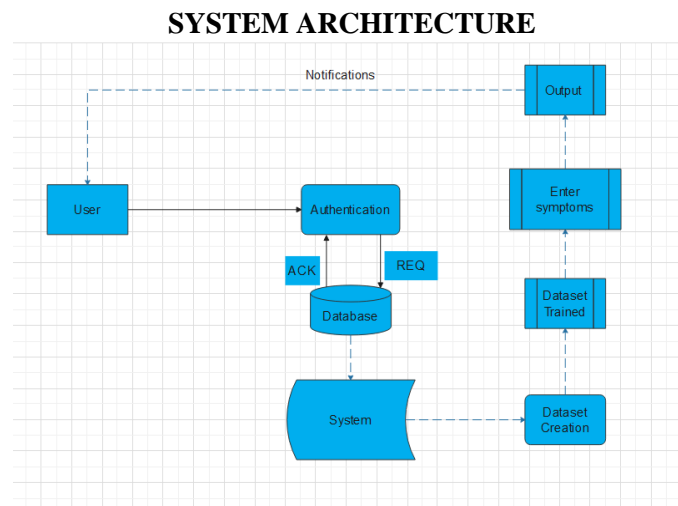 SYSTEM ARCHITECTURE
Notifications
Output
User
Authentication
Enter
symptoms
ACK
REQ
Database
Dataset
Trained
System
Dataset
Creation